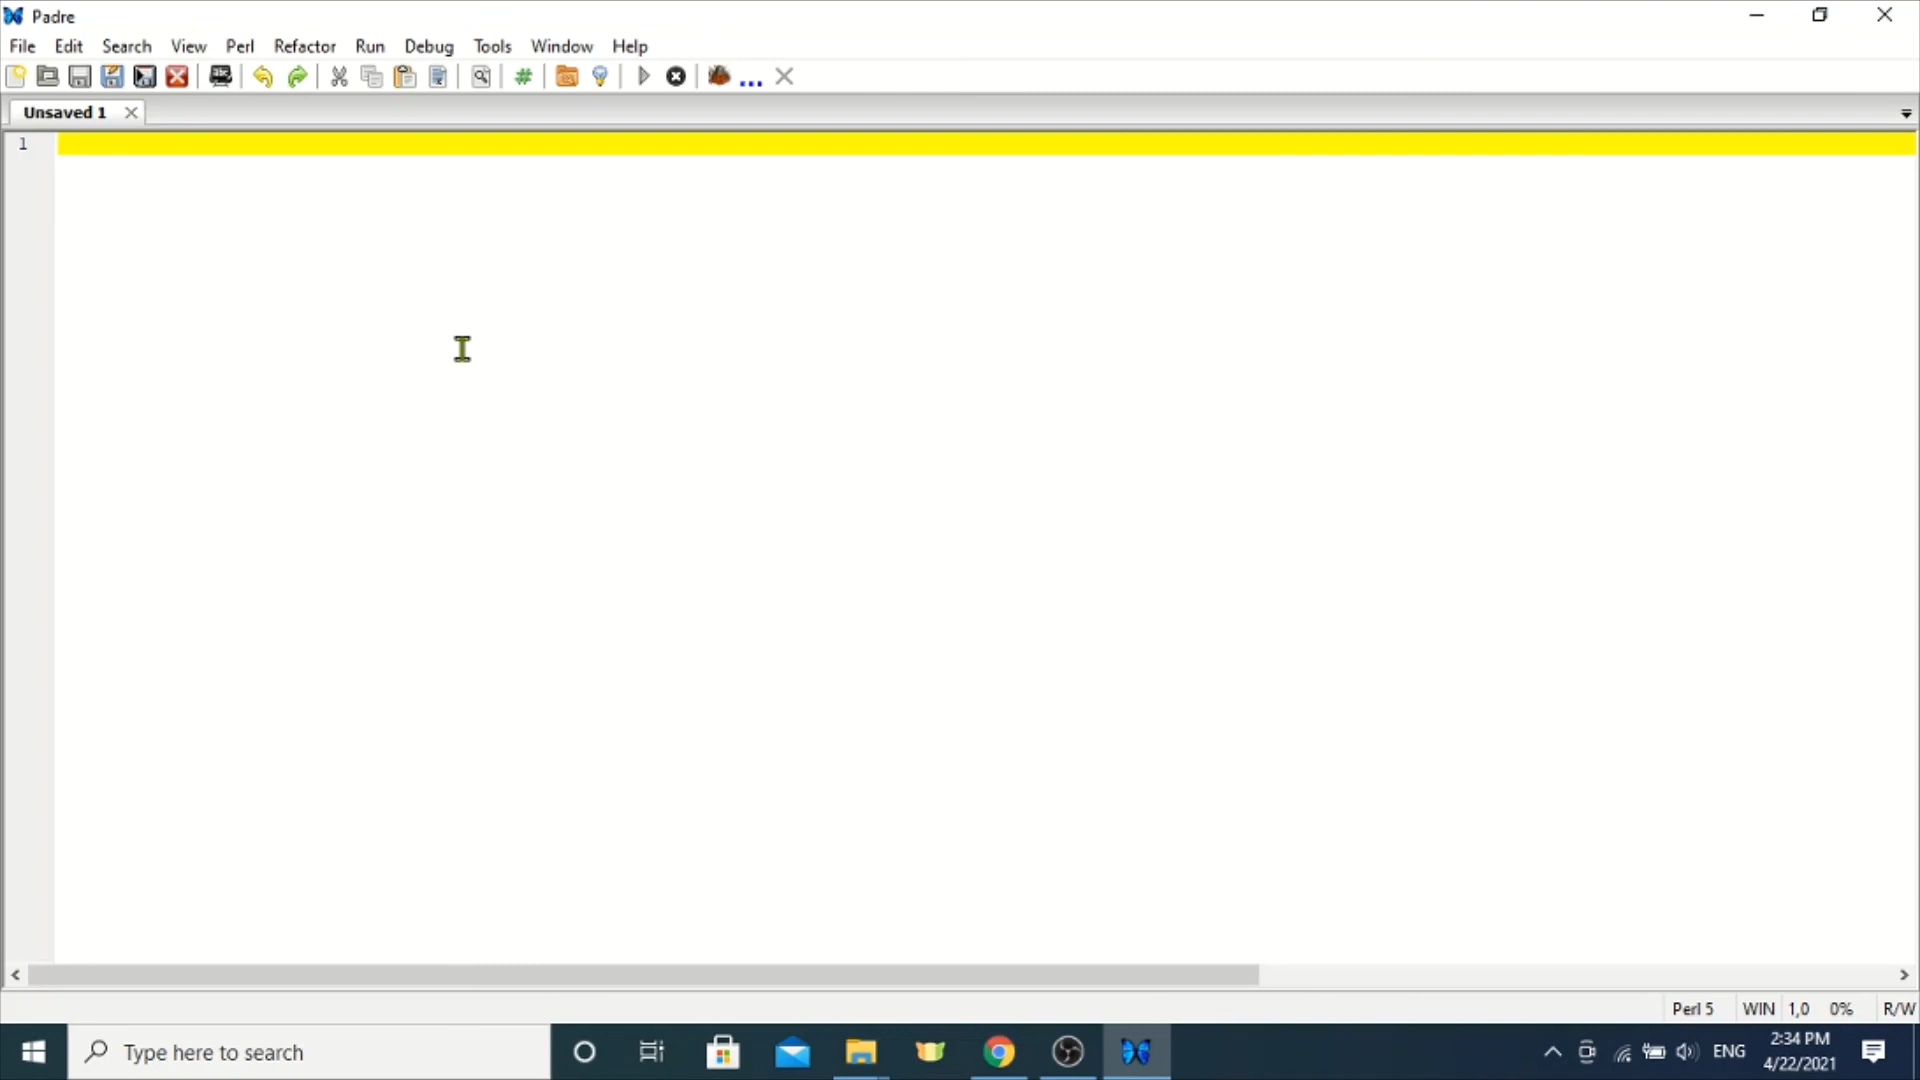 Padre
File Edit Search View Perl Refactor Run Debug Tools Window Help
Unsaved 1
1
Perl 5 WIN 1,0 0% R/W
Type here to search
ENG
2:34 PM
4/22/2021